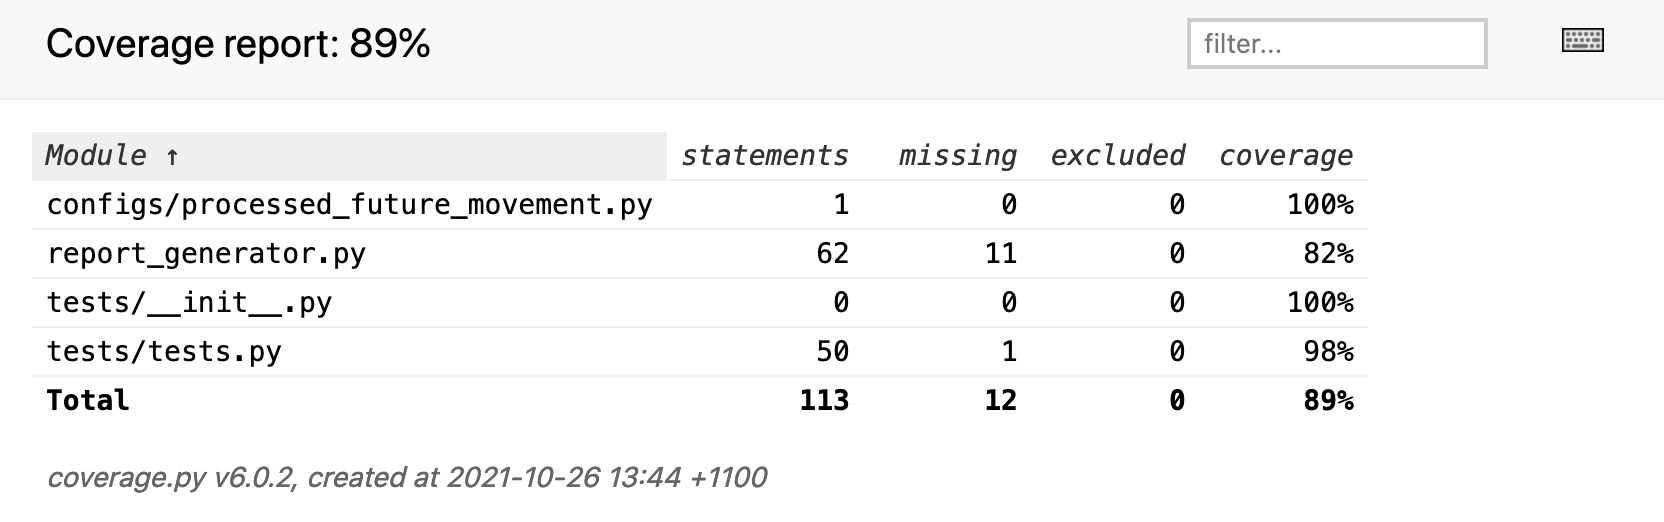 Coverage report: 89%
filter...
Module ↑ statements missing excluded coverage
configs/processed_future_movement.py 1 0 0 100%
report_generator.py 62 11 0 82%
tests/__init__.py 0 0 0 100%
tests/tests.py 50 1 0 98%
Total 113 12 0 89%
coverage.py v6.0.2, created at 2021-10-26 13:44 +1100